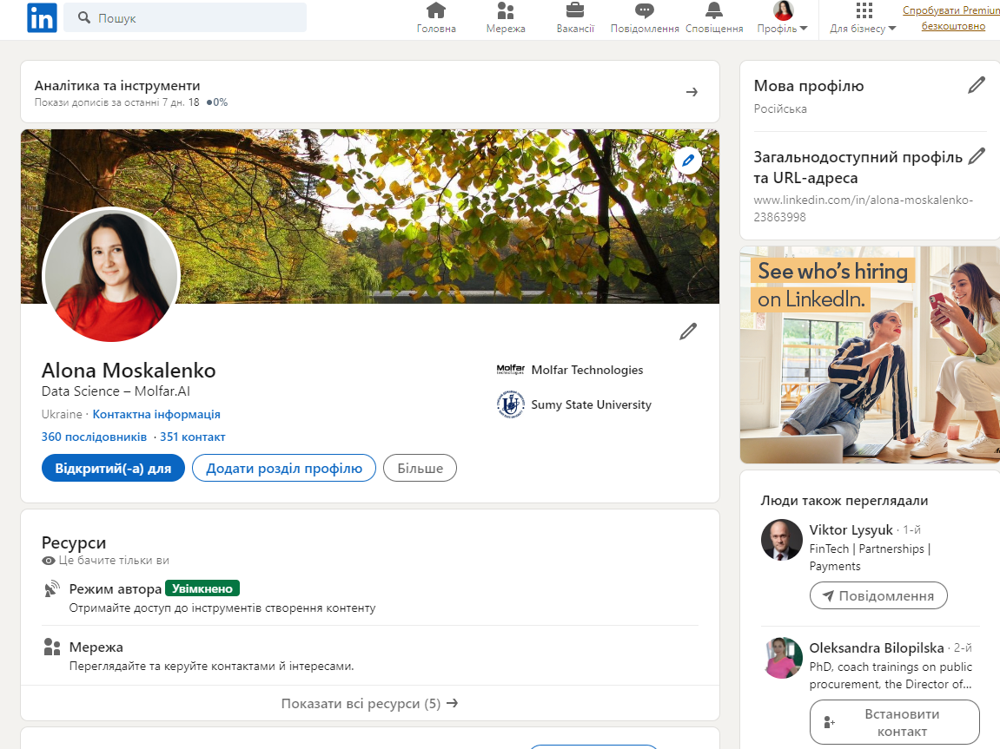 in
Пошук
Головна
Мережа
Вакансії
Повідомлення
Сповіщення
Профіль
Для бізнесу
Спробувати Premium
безкоштовно
Аналітика та інструменти
Покази дописів за останні 7 дн. 18 ●0%
Alona Moskalenko
Data Science – Molfar.AI
Ukraine · Контактна інформація
360 послідовників · 351 контакт
Відкритий(-а) для
Додати розділ профілю
Більше
Molfar
technologies
Molfar Technologies
Sumy State University
Ресурси
Це бачите тільки ви
Режим автора Увімкнено
Отримайте доступ до інструментів створення контенту
Мережа
Переглядайте та керуйте контактами й інтересами.
Показати всі ресурси (5) →
Мова профілю
Російська
Загальнодоступний профіль
та URL-адреса
www.linkedin.com/in/alona-moskalenko-
23863998
See who's hiring
on LinkedIn.
Люди також переглядали
Viktor Lysyuk · 1-й
FinTech | Partnerships |
Payments
Повідомлення
Oleksandra Bilopilska · 2-й
PhD, coach trainings on public
procurement, the Director of...
Встановити
контакт